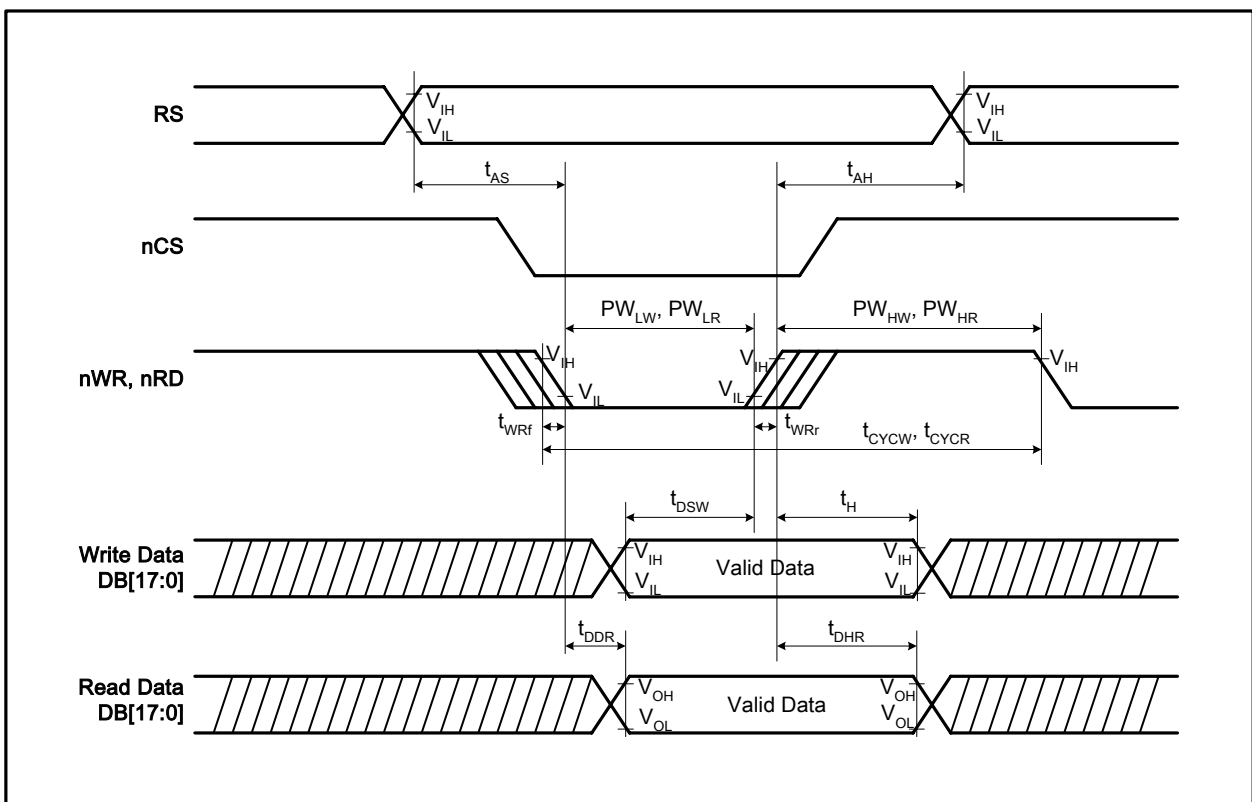 RS
V_IH
V_IL
V_IH
V_IL
t_AS
t_AH
nCS
PW_LW, PW_LR
PW_HW, PW_HR
nWR, nRD
V_IH
V_IL
V_IH
V_IL
V_IH
t_WRf
t_WRr
t_CYCW, t_CYCR
t_DSW
t_H
Write Data
DB[17:0]
V_IH
V_IL
Valid Data
V_IH
V_IL
t_DDR
t_DHR
Read Data
DB[17:0]
V_OH
V_OL
Valid Data
V_OH
V_OL